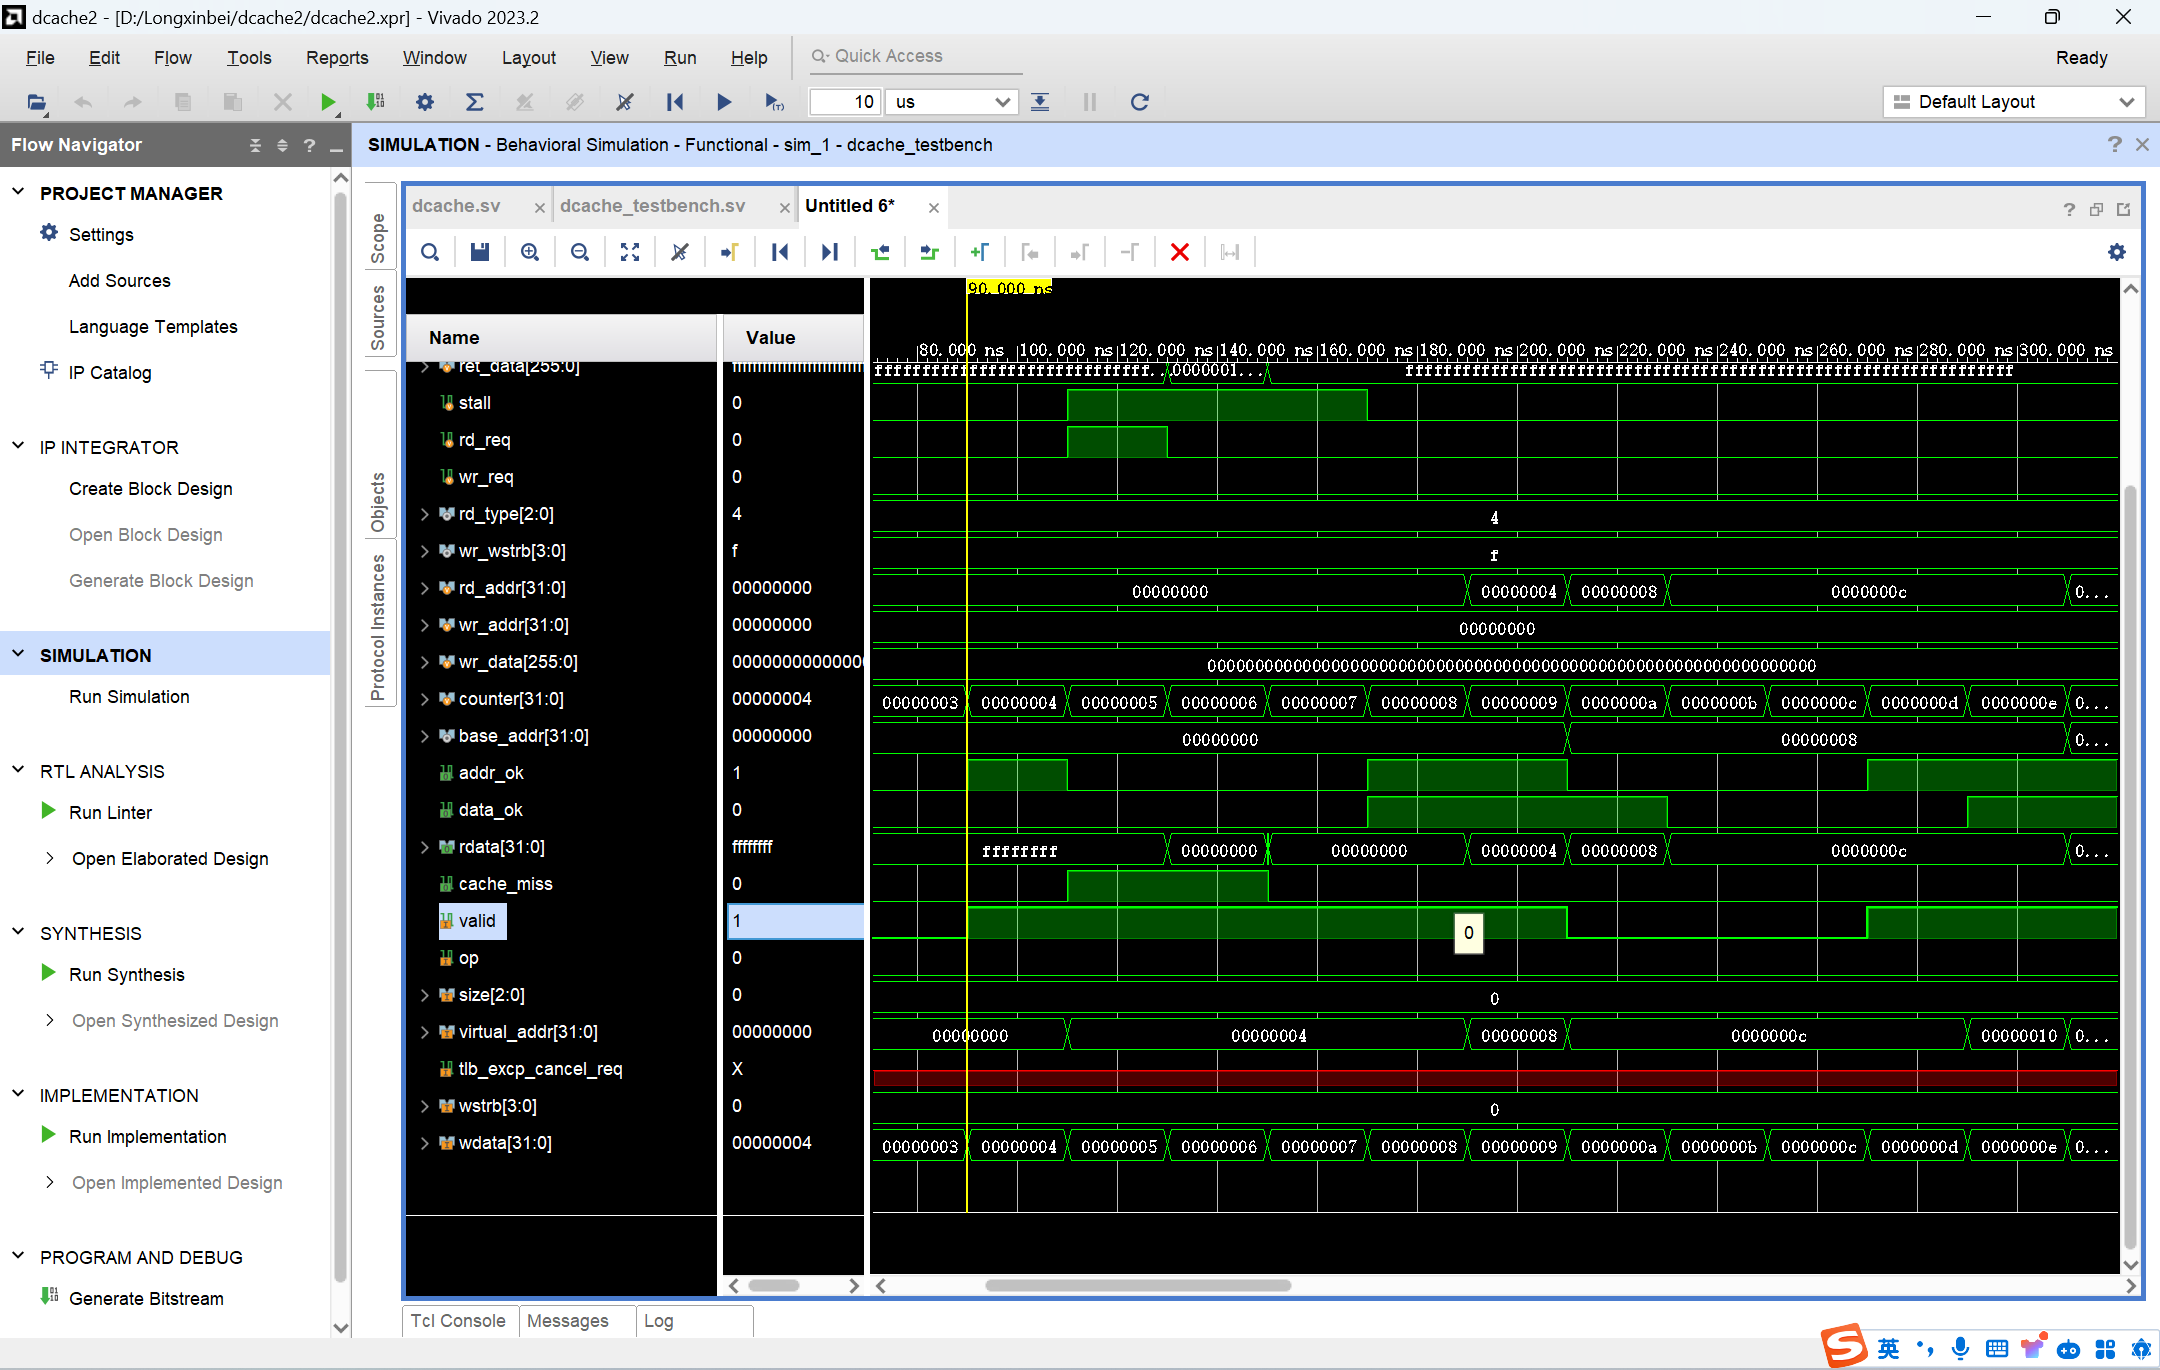 dcache2 - [D:/Longxinbei/dcache2/dcache2.xpr] - Vivado 2023.2
File Edit Flow Tools Reports Window Layout View Run Help Quick Access Ready
10 us Default Layout
Flow Navigator
SIMULATION - Behavioral Simulation - Functional - sim_1 - dcache_testbench
PROJECT MANAGER
Settings
Add Sources
Language Templates
IP Catalog
IP INTEGRATOR
Create Block Design
Open Block Design
Generate Block Design
SIMULATION
Run Simulation
RTL ANALYSIS
Run Linter
Open Elaborated Design
SYNTHESIS
Run Synthesis
Open Synthesized Design
IMPLEMENTATION
Run Implementation
Open Implemented Design
PROGRAM AND DEBUG
Generate Bitstream
Scope
Sources
Objects
Protocol Instances
dcache.sv dcache_testbench.sv Untitled 6*
90.000 ns
Name Value
80.000 ns 100.000 ns 120.000 ns 140.000 ns 160.000 ns 180.000 ns 200.000 ns 220.000 ns 240.000 ns 260.000 ns 280.000 ns 300.000 ns
ret_data[255:0]
stall 0
rd_req 0
wr_req 0
rd_type[2:0] 4 4
wr_wstrb[3:0] f f
rd_addr[31:0] 00000000 00000000 00000004 00000008 0000000c 0...
wr_addr[31:0] 00000000 00000000
wr_data[255:0]
counter[31:0] 00000004 00000003 00000004 00000005 00000006 00000007 00000008 00000009 0000000a 0000000b 0000000c 0000000d 0000000e 0...
base_addr[31:0] 00000000 00000000 00000008 0...
addr_ok 1
data_ok 0
rdata[31:0] ffffffff ffffffff 00000000 00000000 00000004 00000008 0000000c 0...
cache_miss 0
valid 1 0
op 0
size[2:0] 0 0
virtual_addr[31:0] 00000000 00000000 00000004 00000008 0000000c 00000010 0...
tlb_excp_cancel_req X
wstrb[3:0] 0 0
wdata[31:0] 00000004 00000003 00000004 00000005 00000006 00000007 00000008 00000009 0000000a 0000000b 0000000c 0000000d 0000000e 0...
Tcl Console Messages Log
英